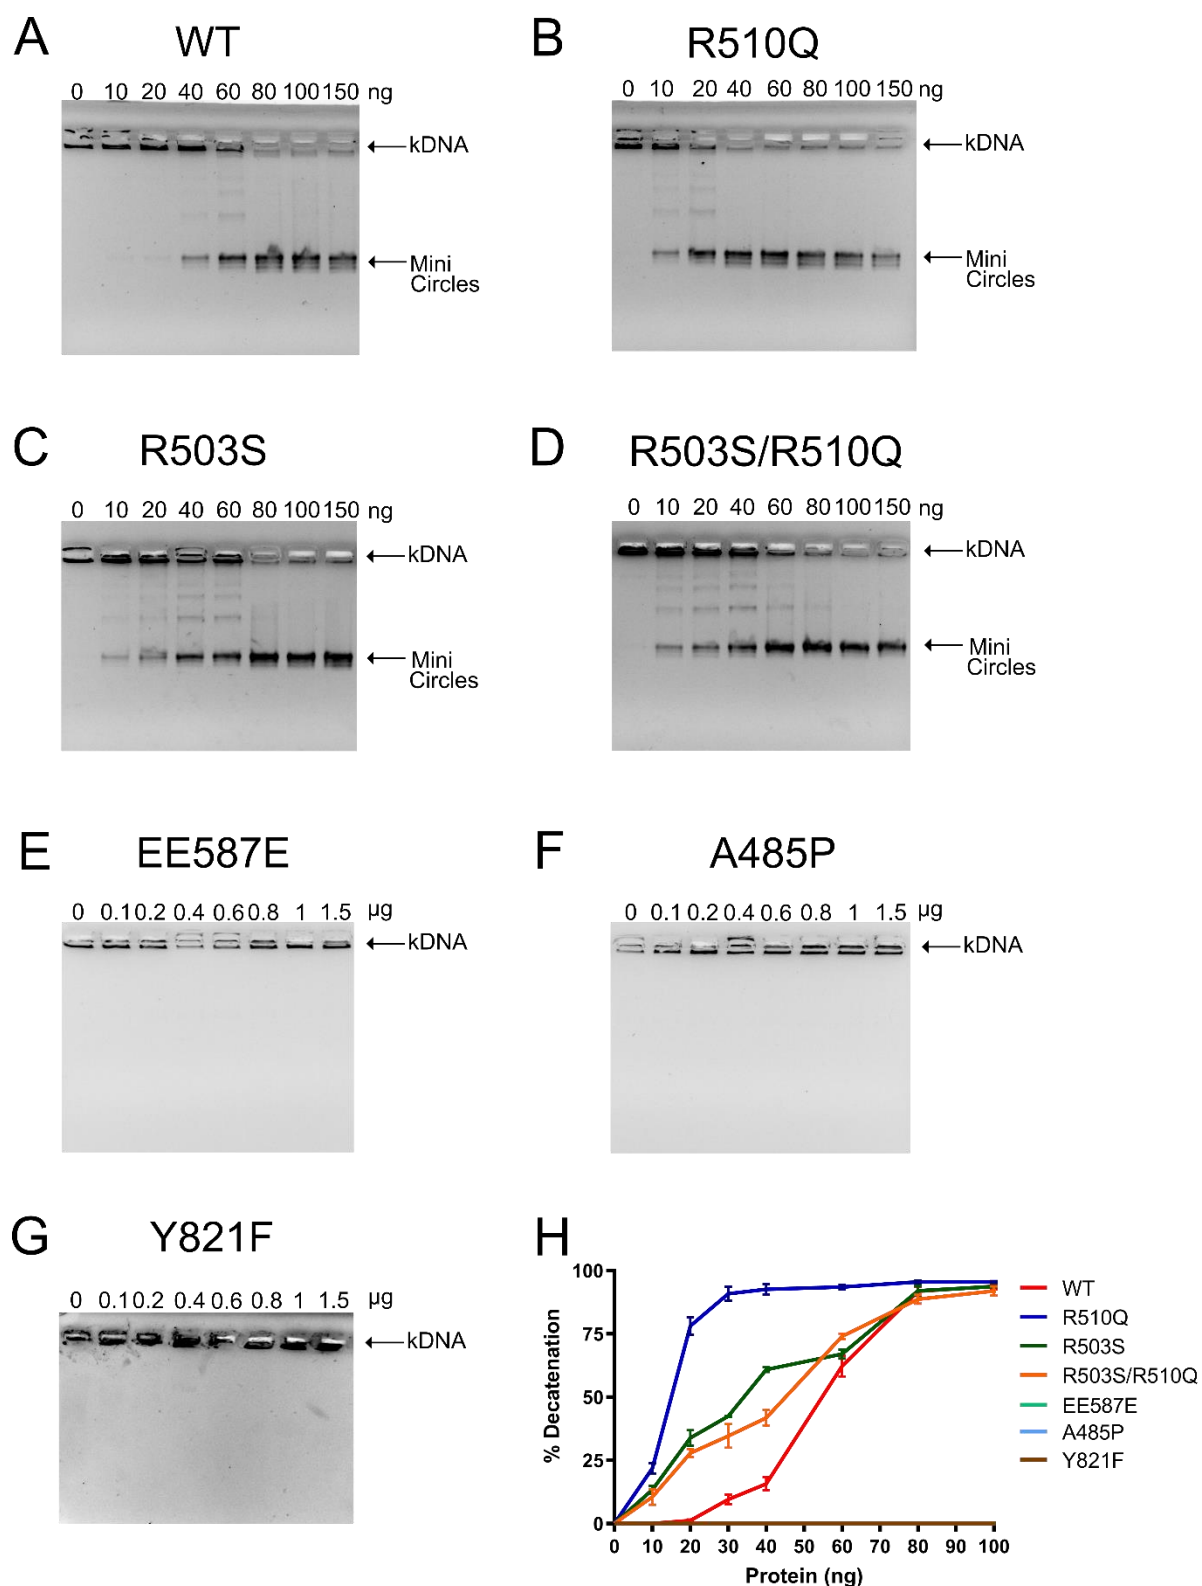 A
WT
0 10 20 40 60 80 100 150 ng
kDNA
Mini
Circles
B
R510Q
0 10 20 40 60 80 100 150 ng
kDNA
Mini
Circles
C
R503S
0 10 20 40 60 80 100 150 ng
kDNA
Mini
Circles
D
R503S/R510Q
0 10 20 40 60 80 100 150 ng
kDNA
Mini
Circles
E
EE587E
0 0.1 0.2 0.4 0.6 0.8 1 1.5 µg
kDNA
F
A485P
0 0.1 0.2 0.4 0.6 0.8 1 1.5 µg
kDNA
G
Y821F
0 0.1 0.2 0.4 0.6 0.8 1 1.5 µg
kDNA
H
% Decatenation
100
75
50
25
0
0 10 20 30 40 50 60 70 80 90 100
Protein (ng)
WT
R510Q
R503S
R503S/R510Q
EE587E
A485P
Y821F